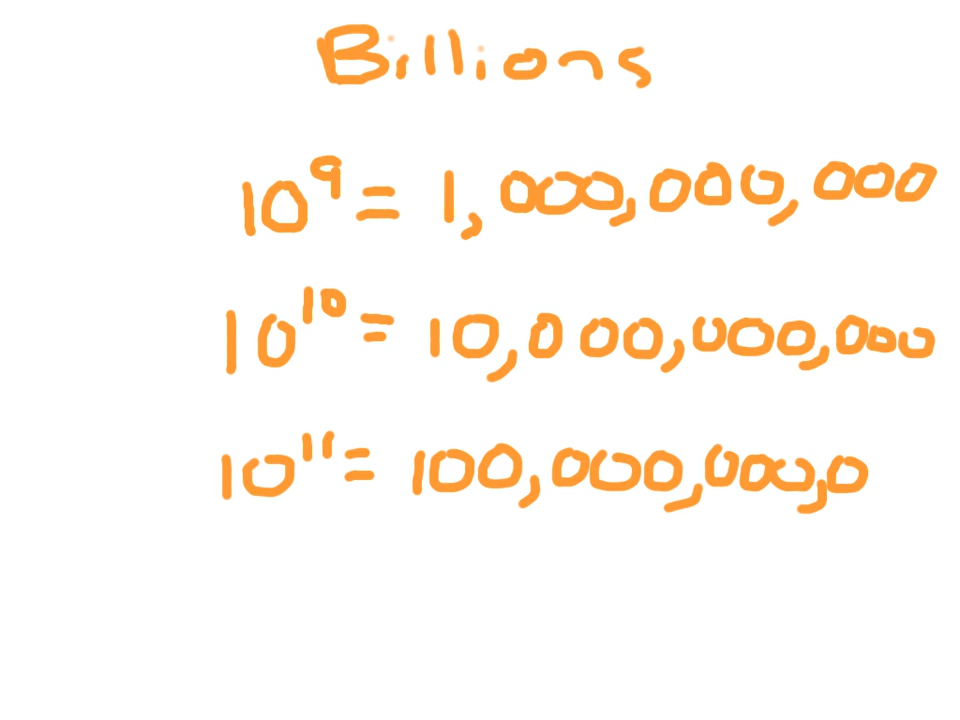 Billions
10⁹ = 1,000,000,000
10¹⁰ = 10,000,000,000
10¹¹ = 100,000,000,0